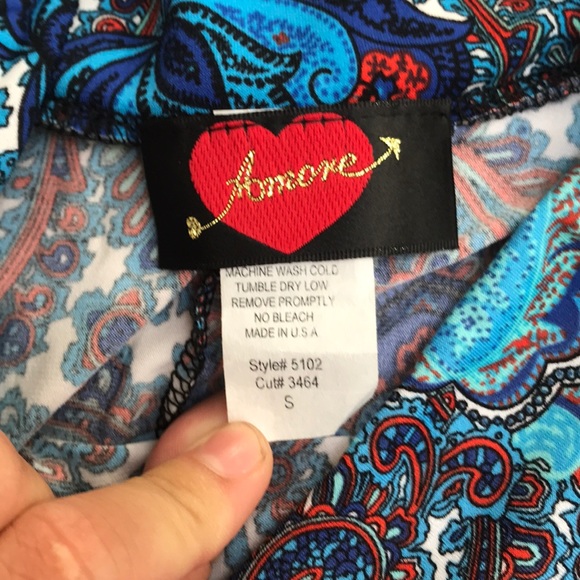 Amore
MACHINE WASH COLD
TUMBLE DRY LOW
REMOVE PROMPTLY
NO BLEACH
MADE IN U.S.A
Style# 5102
Cut# 3464
S